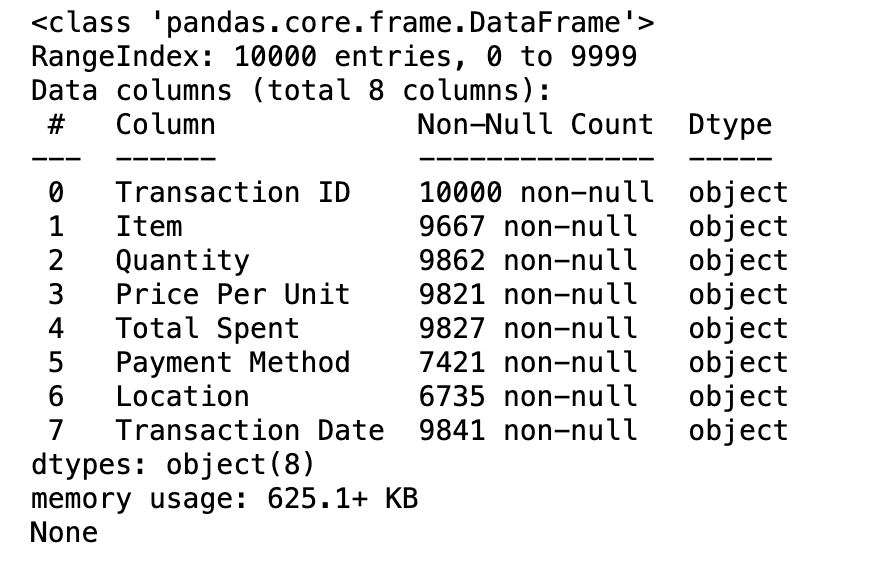 <class 'pandas.core.frame.DataFrame'>
RangeIndex: 10000 entries, 0 to 9999
Data columns (total 8 columns):
 #   Column            Non-Null Count  Dtype
---  ------            --------------  -----
 0   Transaction ID    10000 non-null  object
 1   Item              9667 non-null   object
 2   Quantity          9862 non-null   object
 3   Price Per Unit    9821 non-null   object
 4   Total Spent       9827 non-null   object
 5   Payment Method    7421 non-null   object
 6   Location          6735 non-null   object
 7   Transaction Date  9841 non-null   object
dtypes: object(8)
memory usage: 625.1+ KB
None